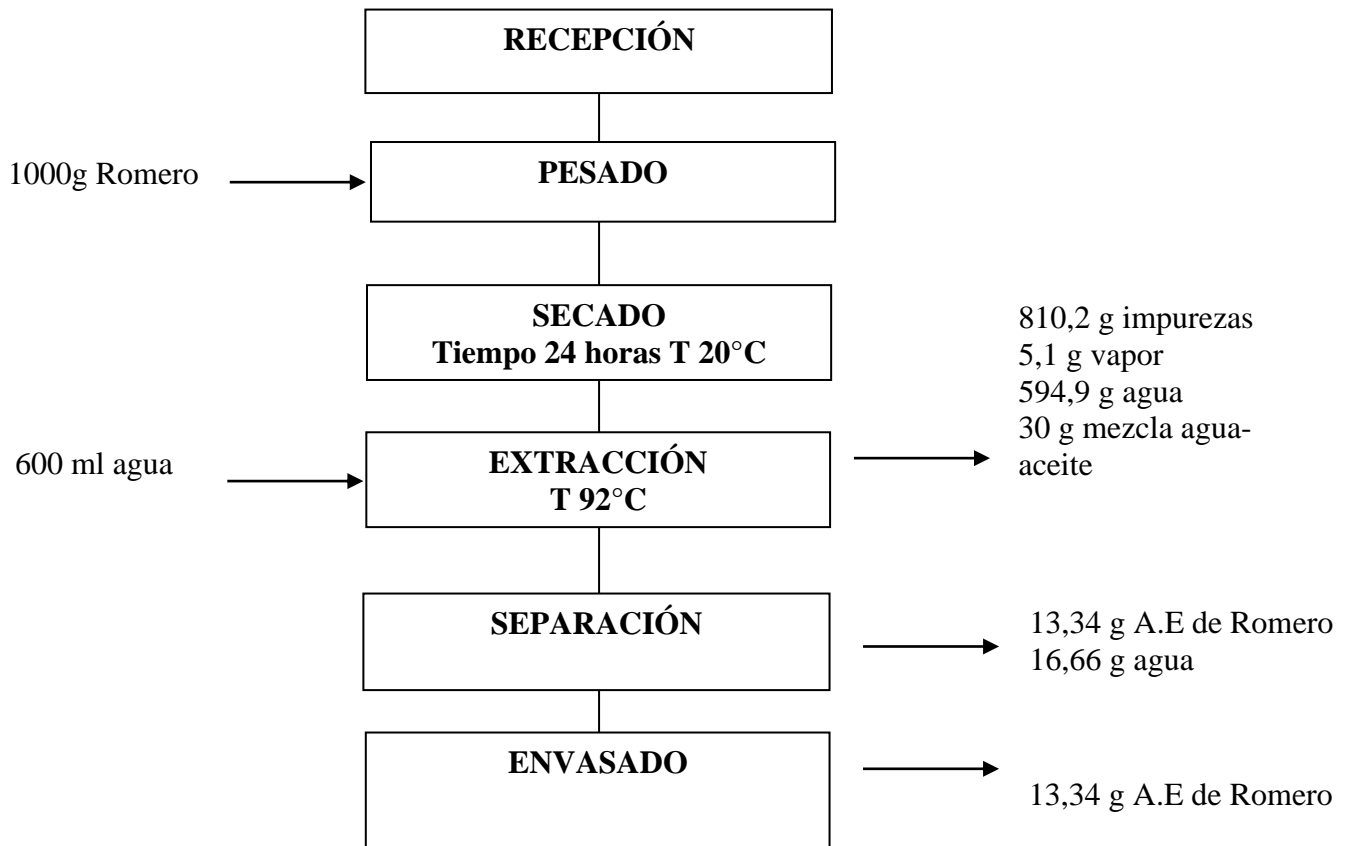 RECEPCIÓN
1000g Romero
PESADO
SECADO
Tiempo 24 horas T 20°C
810,2 g impurezas
5,1 g vapor
594,9 g agua
30 g mezcla agua-
aceite
600 ml agua
EXTRACCIÓN
T 92°C
SEPARACIÓN
13,34 g A.E de Romero
16,66 g agua
ENVASADO
13,34 g A.E de Romero